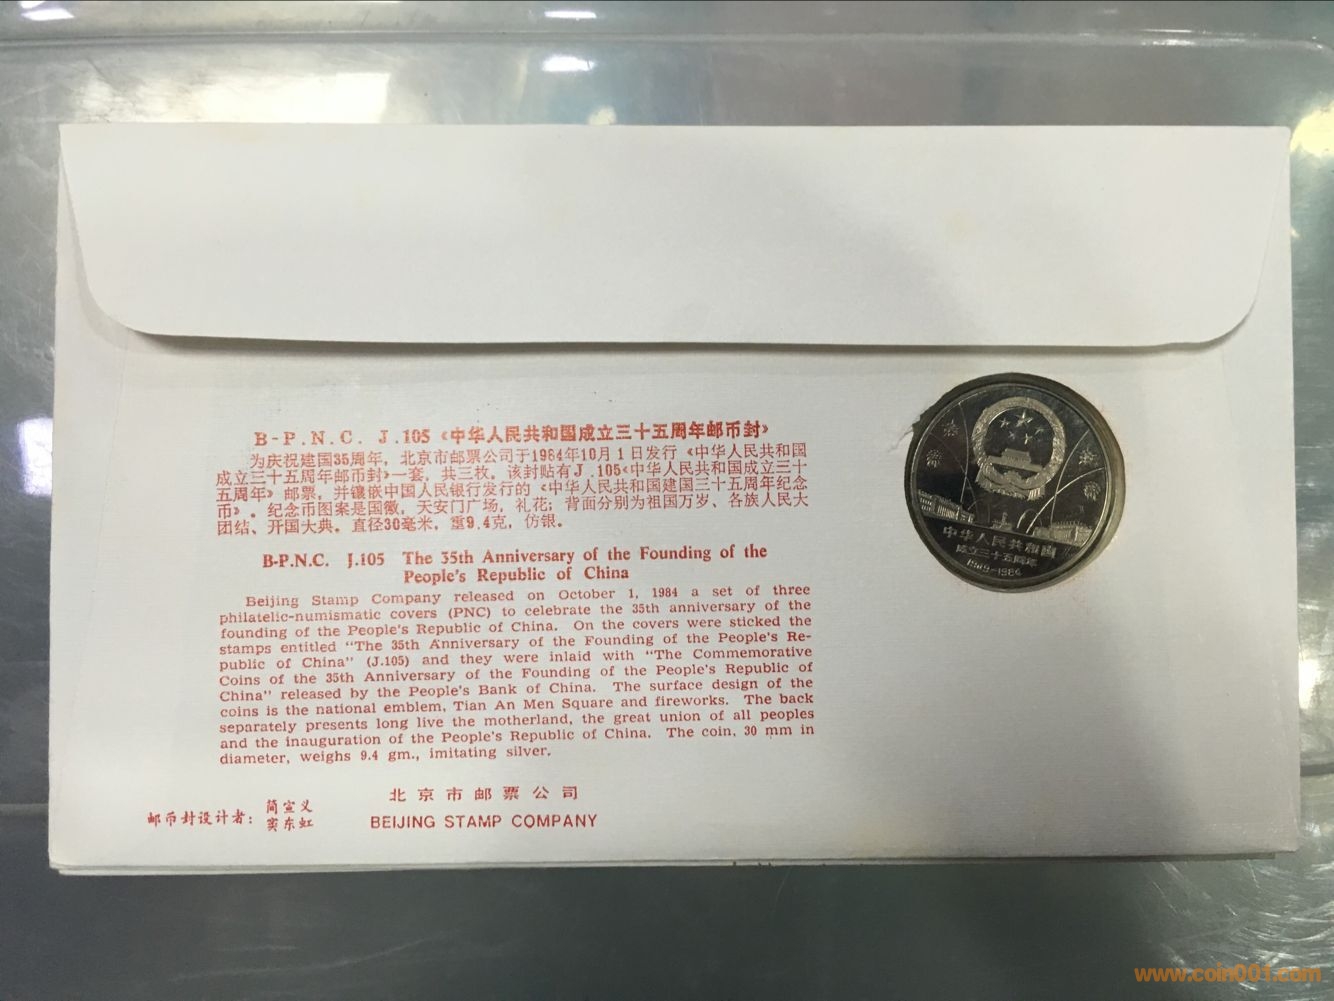 B-P.N.C. J.105《中华人民共和国成立三十五周年邮币封》
为庆祝建国35周年，北京市邮票公司于1984年10月1日发行《中华人民共和国
成立三十五周年邮币封》一套，共三枚。该封贴有J.105《中华人民共和国成立三十
五周年》邮票，并镶嵌中国人民银行发行的《中华人民共和国建国三十五周年纪念
币》。纪念币图案是国徽，天安门广场，礼花；背面分别为祖国万岁、各族人民大
团结、开国大典。直径30毫米，重9.4克，仿银。
B-P.N.C. J.105 The 35th Anniversary of the Founding of the
People's Republic of China
Beijing Stamp Company released on October 1, 1984 a set of three
philatelic-numismatic covers (PNC) to celebrate the 35th anniversary of the
founding of the People's Republic of China. On the covers were sticked the
stamps entitled "The 35th Anniversary of the Founding of the People's Re-
public of China" (J.105) and they were inlaid with "The Commemorative
Coins of the 35th Anniversary of the Founding of the People's Republic of
China" released by the People's Bank of China. The surface design of the
coins is the national emblem, Tian An Men Square and fireworks. The back
separately presents long live the motherland, the great union of all peoples
and the inauguration of the People's Republic of China. The coin, 30 mm in
diameter, weighs 9.4 gm., imitating silver.
邮币封设计者：简宣义
窦东虹
北京市邮票公司
BEIJING STAMP COMPANY
中华人民共和国
成立三十五周年
1949-1984
www.coin001.com